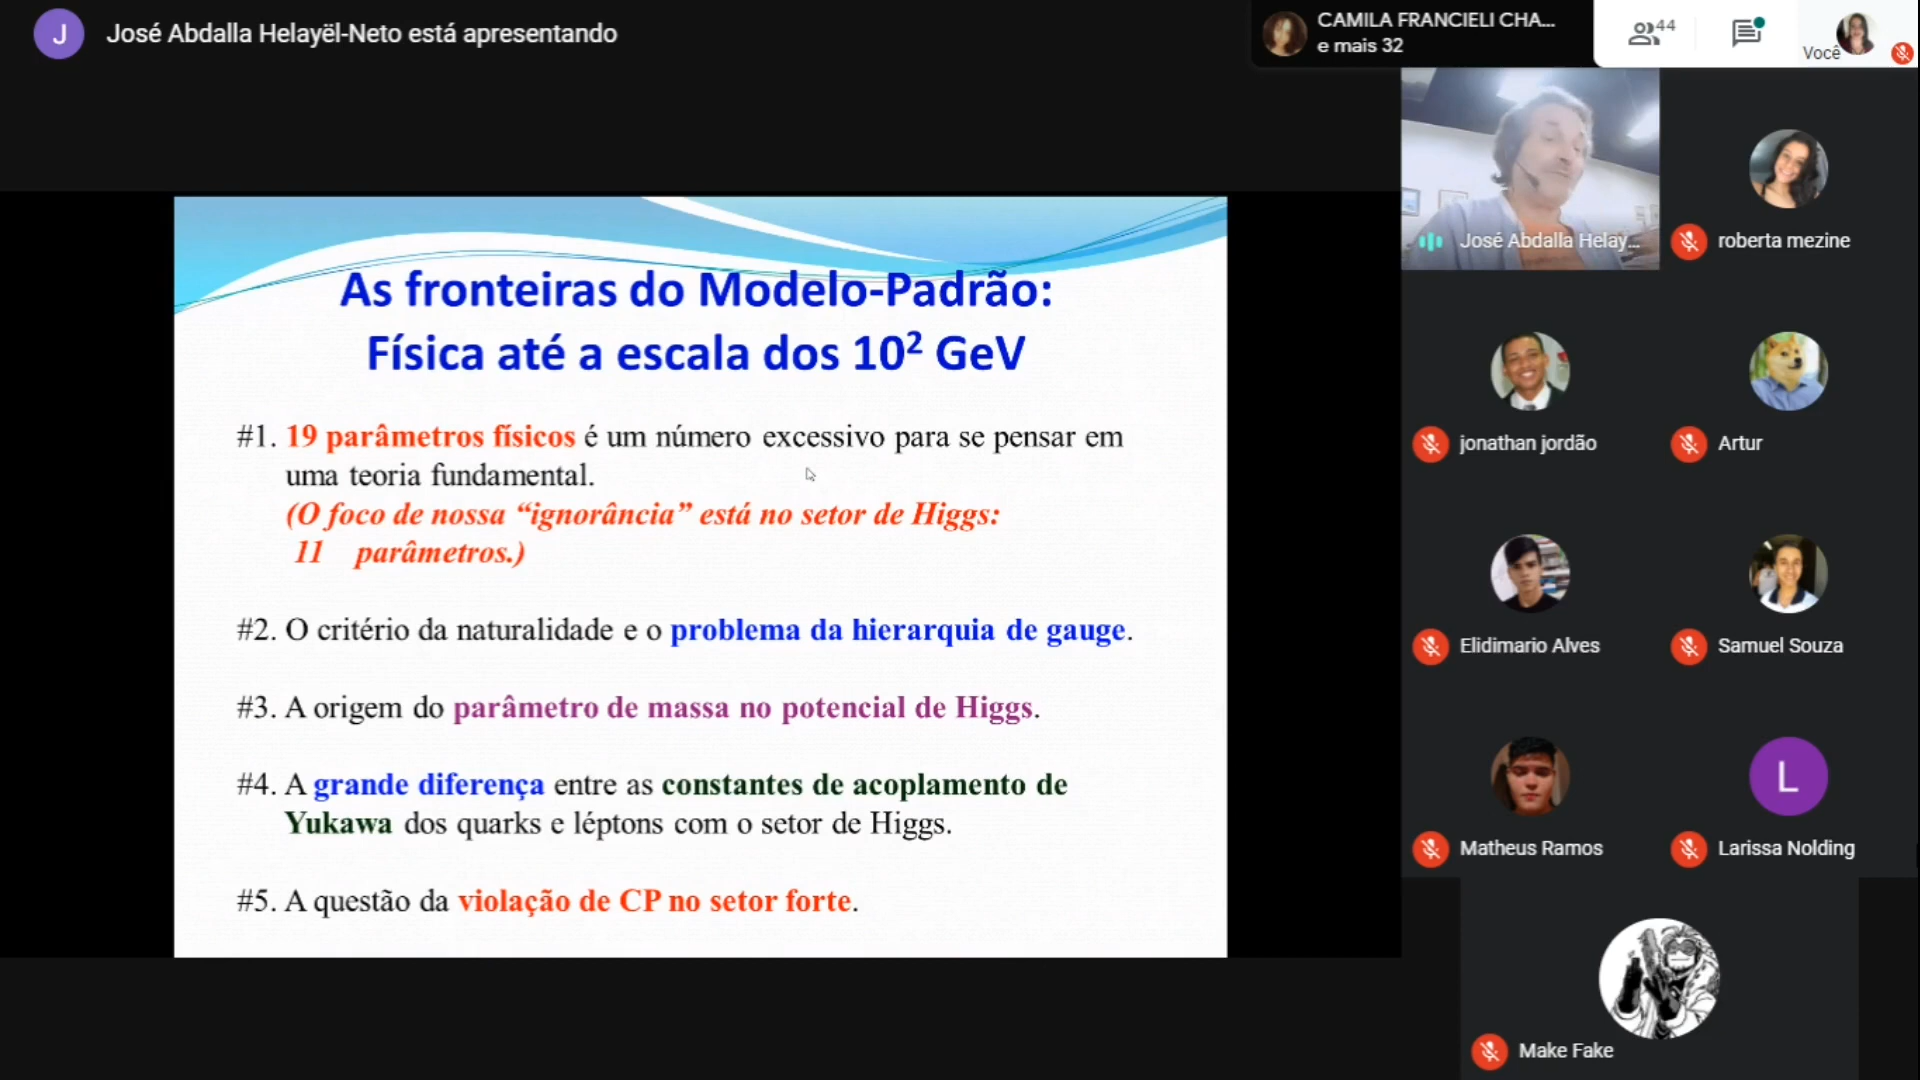 J
José Abdalla Helayël-Neto está apresentando
CAMILA FRANCIELI CHA...
e mais 32
44
Você
As fronteiras do Modelo-Padrão:
Física até a escala dos 10² GeV
#1. 19 parâmetros físicos é um número excessivo para se pensar em
uma teoria fundamental.
(O foco de nossa “ignorância” está no setor de Higgs:
11 parâmetros.)
#2. O critério da naturalidade e o problema da hierarquia de gauge.
#3. A origem do parâmetro de massa no potencial de Higgs.
#4. A grande diferença entre as constantes de acoplamento de
Yukawa dos quarks e léptons com o setor de Higgs.
#5. A questão da violação de CP no setor forte.
José Abdalla Helay...
roberta mezine
jonathan jordão
Artur
Elidimario Alves
Samuel Souza
Matheus Ramos
L
Larissa Nolding
Make Fake